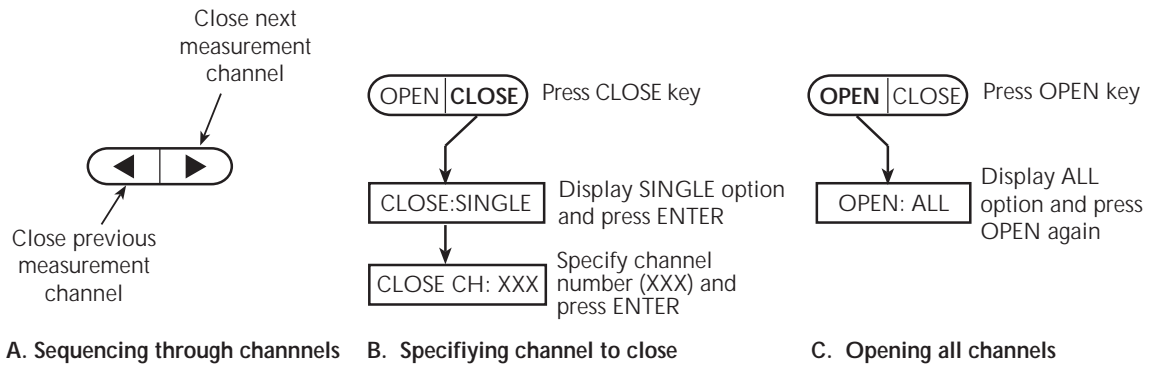 Close next
measurement
channel
Close previous
measurement
channel
A. Sequencing through channnels
OPEN CLOSE Press CLOSE key
CLOSE:SINGLE Display SINGLE option
and press ENTER
CLOSE CH: XXX Specify channel
number (XXX) and
press ENTER
B. Specifiying channel to close
OPEN CLOSE Press OPEN key
OPEN: ALL Display ALL
option and press
OPEN again
C. Opening all channels